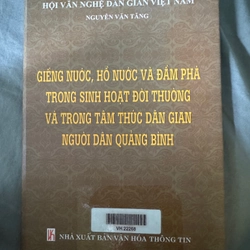 HỘI VĂN NGHỆ DÂN GIAN VIỆT NAM
NGUYỄN VĂN TĂNG
GIẾNG NƯỚC, HỒ NƯỚC VÀ ĐẦM PHÁ
TRONG SINH HOẠT ĐỜI THƯỜNG
VÀ TRONG TÂM THỨC DÂN GIAN
NGƯỜI DÂN QUẢNG BÌNH
VH.02289
NHÀ XUẤT BẢN VĂN HÓA THÔNG TIN